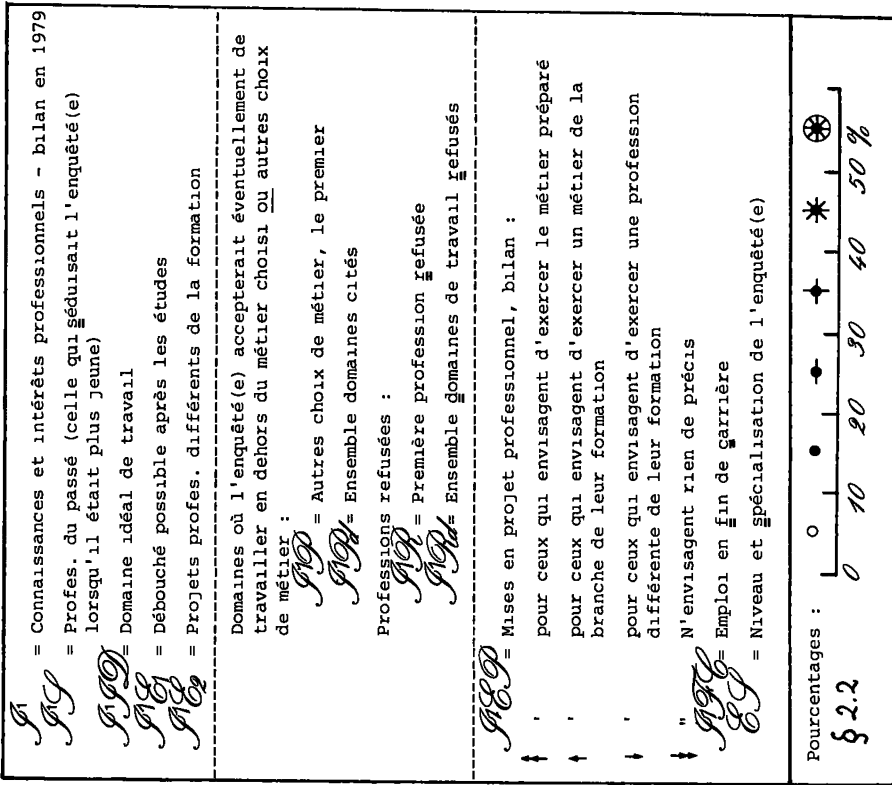 = Connaissances et intérêts professionnels - bilan en 1979
= Profes. du passé (celle qui séduisait l'enquêté(e)
lorsqu'il était plus jeune)
= Domaine idéal de travail
= Débouché possible après les études
= Projets profes. différents de la formation
Domaines où l'enquêté(e) accepterait éventuellement de
travailler en dehors du métier choisi ou autres choix
de métier :
= Autres choix de métier, le premier
= Ensemble domaines cités
Professions refusées :
= Première profession refusée
= Ensemble domaines de travail refusés
= Mises en projet professionnel, bilan :
' pour ceux qui envisagent d'exercer le métier préparé
' pour ceux qui envisagent d'exercer un métier de la
branche de leur formation
' pour ceux qui envisagent d'exercer une profession
différente de leur formation
" N'envisagent rien de précis
= Emploi en fin de carrière
ES = Niveau et spécialisation de l'enquêté(e)
Pourcentages :
0 10 20 30 40 50 %
§ 2.2